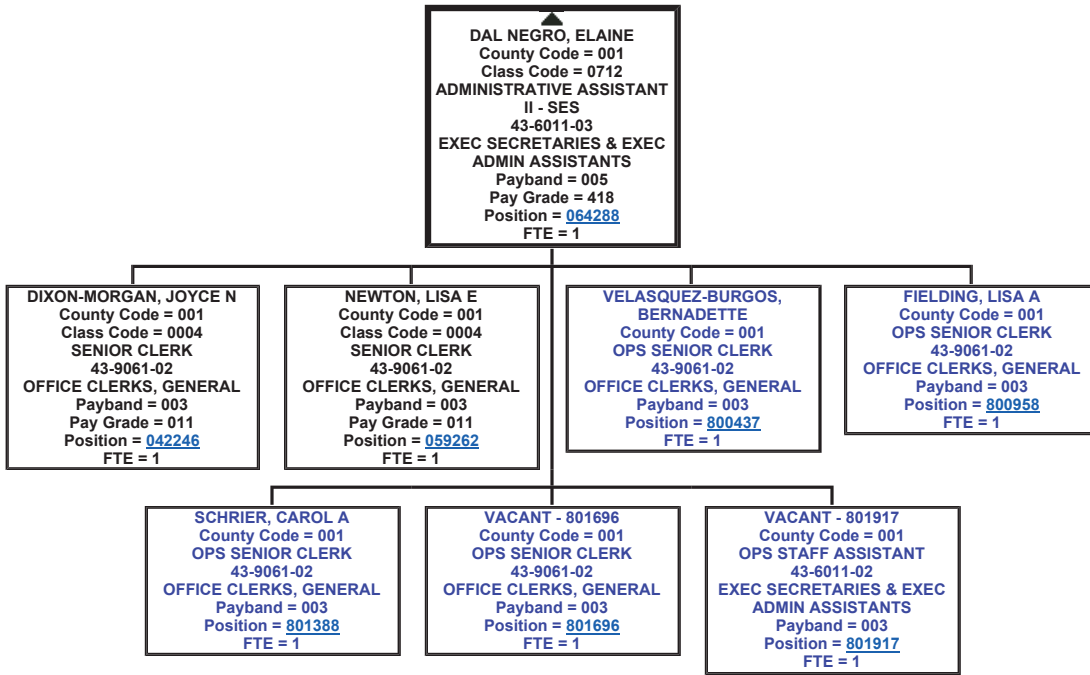 DAL NEGRO, ELAINE
County Code = 001
Class Code = 0712
ADMINISTRATIVE ASSISTANT
II - SES
43-6011-03
EXEC SECRETARIES & EXEC
ADMIN ASSISTANTS
Payband = 005
Pay Grade = 418
Position = 064288
FTE = 1
DIXON-MORGAN, JOYCE N
County Code = 001
Class Code = 0004
SENIOR CLERK
43-9061-02
OFFICE CLERKS, GENERAL
Payband = 003
Pay Grade = 011
Position = 042246
FTE = 1
NEWTON, LISA E
County Code = 001
Class Code = 0004
SENIOR CLERK
43-9061-02
OFFICE CLERKS, GENERAL
Payband = 003
Pay Grade = 011
Position = 059262
FTE = 1
VELASQUEZ-BURGOS,
BERNADETTE
County Code = 001
OPS SENIOR CLERK
43-9061-02
OFFICE CLERKS, GENERAL
Payband = 003
Position = 800437
FTE = 1
FIELDING, LISA A
County Code = 001
OPS SENIOR CLERK
43-9061-02
OFFICE CLERKS, GENERAL
Payband = 003
Position = 800958
FTE = 1
SCHRIER, CAROL A
County Code = 001
OPS SENIOR CLERK
43-9061-02
OFFICE CLERKS, GENERAL
Payband = 003
Position = 801388
FTE = 1
VACANT - 801696
County Code = 001
OPS SENIOR CLERK
43-9061-02
OFFICE CLERKS, GENERAL
Payband = 003
Position = 801696
FTE = 1
VACANT - 801917
County Code = 001
OPS STAFF ASSISTANT
43-6011-02
EXEC SECRETARIES & EXEC
ADMIN ASSISTANTS
Payband = 003
Position = 801917
FTE = 1